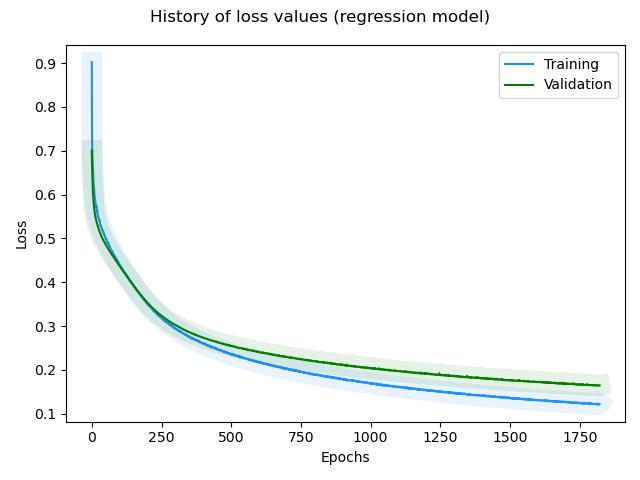 History of loss values (regression model)
Training
Validation
0.9
0.8
0.7
0.6
0.5
0.4
0.3
0.2
0.1
Loss
0 250 500 750 1000 1250 1500 1750
Epochs